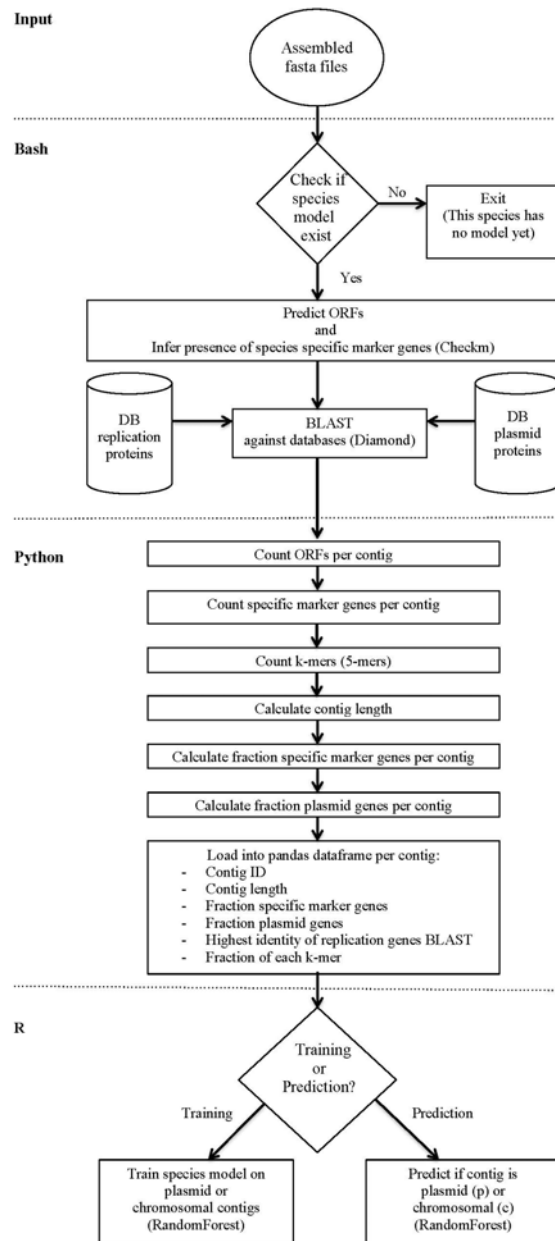 Input
Assembled
fasta files
Bash
Check if
species
model
exist
No
Exit
(This species has
no model yet)
Yes
Predict ORFs
and
Infer presence of species specific marker genes (Checkm)
DB
replication
proteins
BLAST
against databases (Diamond)
DB
plasmid
proteins
Python
Count ORFs per contig
Count specific marker genes per contig
Count k-mers (5-mers)
Calculate contig length
Calculate fraction specific marker genes per contig
Calculate fraction plasmid genes per contig
Load into pandas dataframe per contig:
- Contig ID
- Contig length
- Fraction specific marker genes
- Fraction plasmid genes
- Highest identity of replication genes BLAST
- Fraction of each k-mer
R
Training
or
Prediction?
Training
Prediction
Train species model on
plasmid or
chromosomal contigs
(RandomForest)
Predict if contig is
plasmid (p) or
chromosomal (c)
(RandomForest)